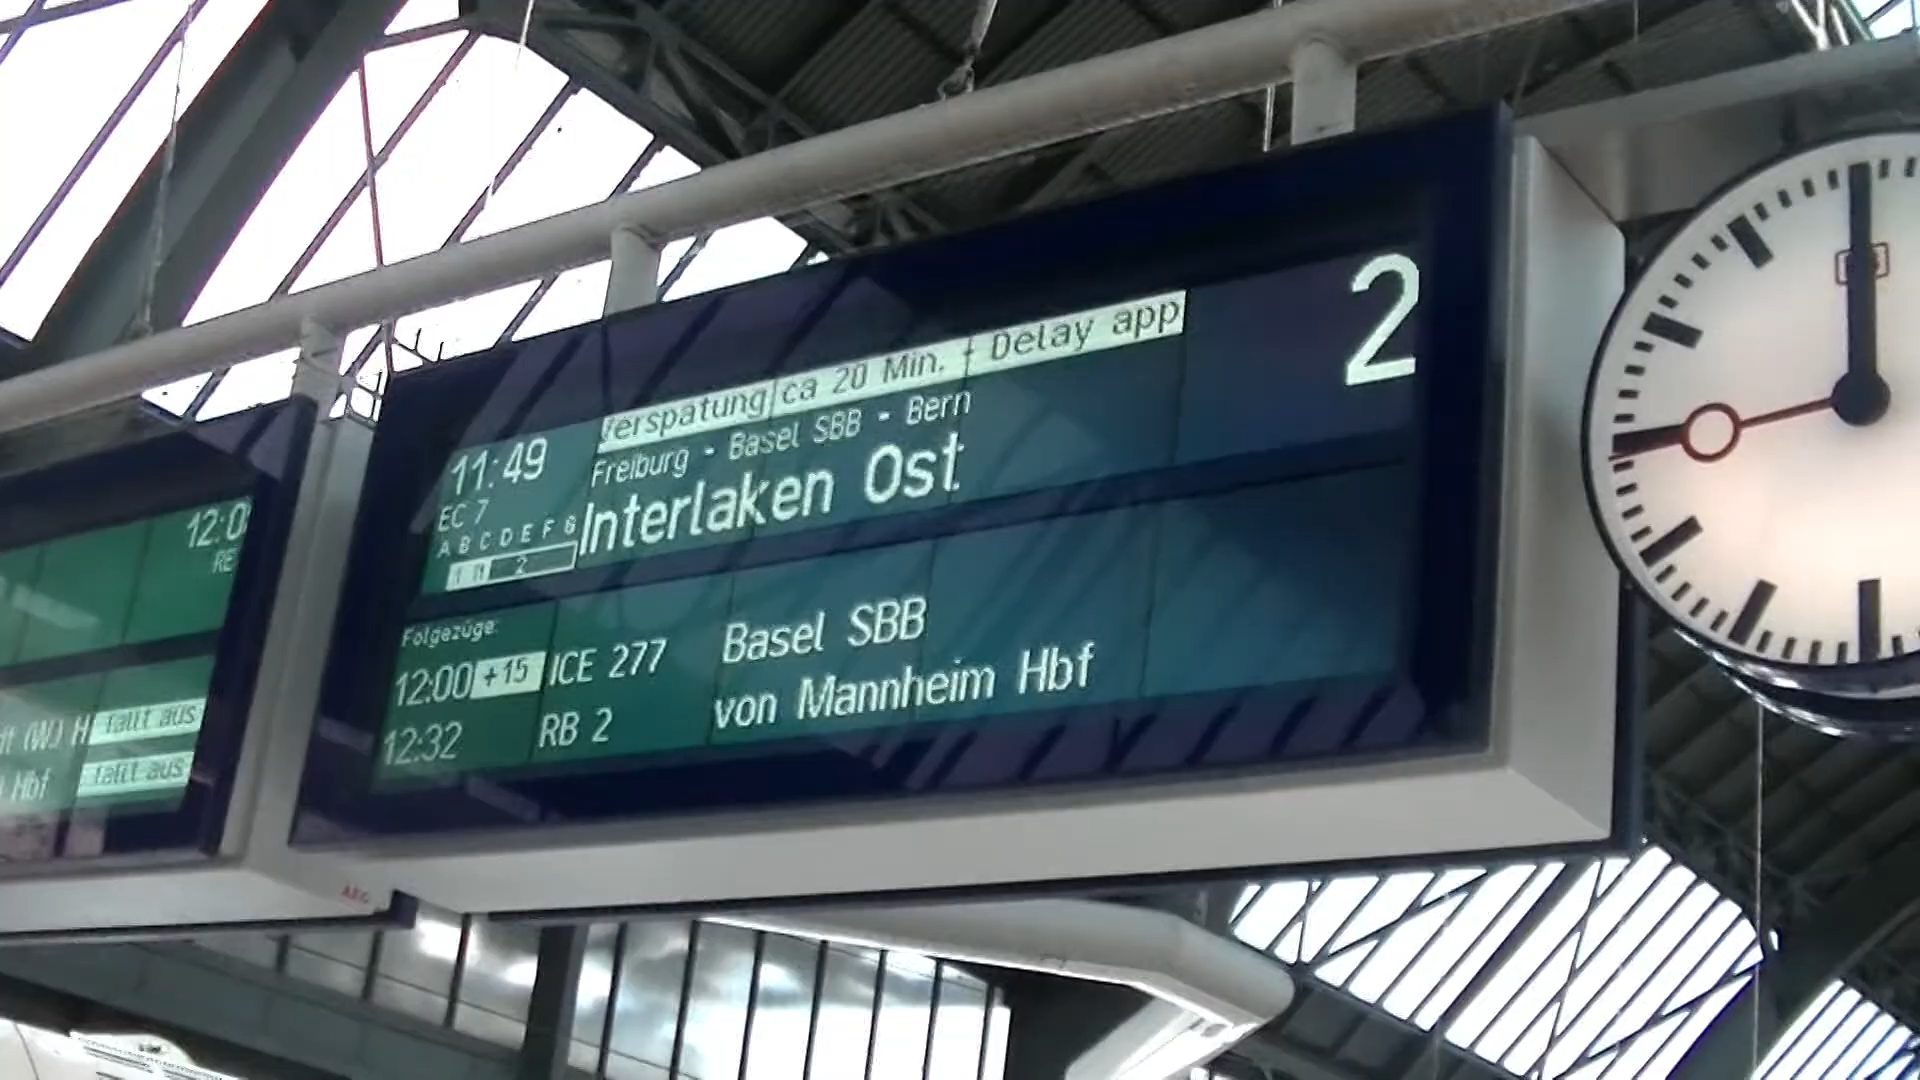 12:0
RE
fällt aus
Hbf fällt aus
2
Verspätung ca 20 Min. - Delay app
11:49 Freiburg - Basel SBB - Bern
EC 7 Interlaken Ost
A B C D E F G
1 2
Folgezüge:
12:00 +15 ICE 277 Basel SBB
12:32 RB 2 von Mannheim Hbf
AEG